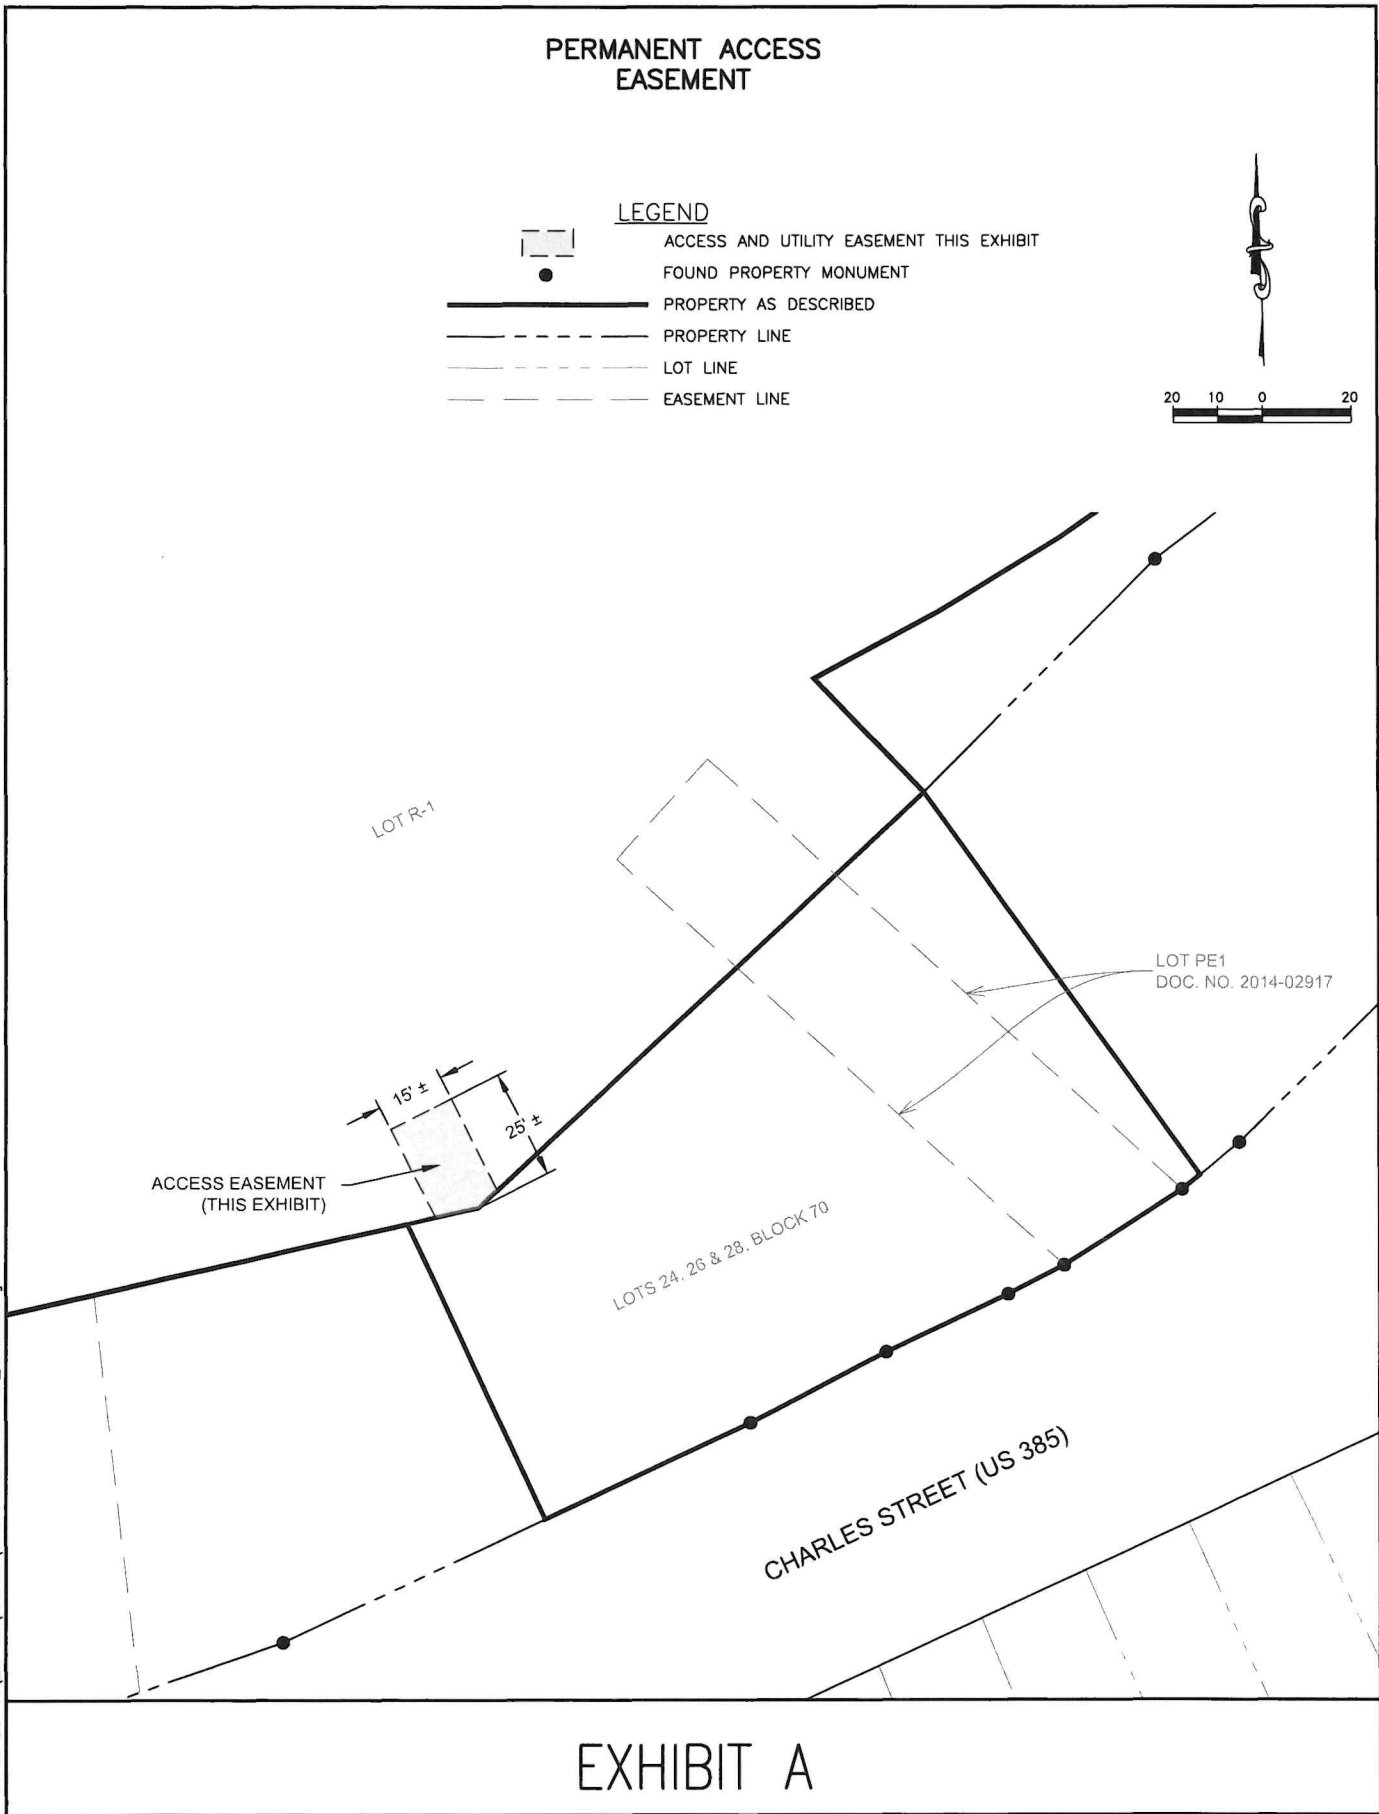 PERMANENT ACCESS
EASEMENT
LEGEND
ACCESS AND UTILITY EASEMENT THIS EXHIBIT
FOUND PROPERTY MONUMENT
PROPERTY AS DESCRIBED
PROPERTY LINE
LOT LINE
EASEMENT LINE
20 10 0 20
LOT R-1
LOT PE1
DOC. NO. 2014-02917
15' ±
25' ±
ACCESS EASEMENT
(THIS EXHIBIT)
LOTS 24, 26 & 28, BLOCK 70
CHARLES STREET (US 385)
EXHIBIT A